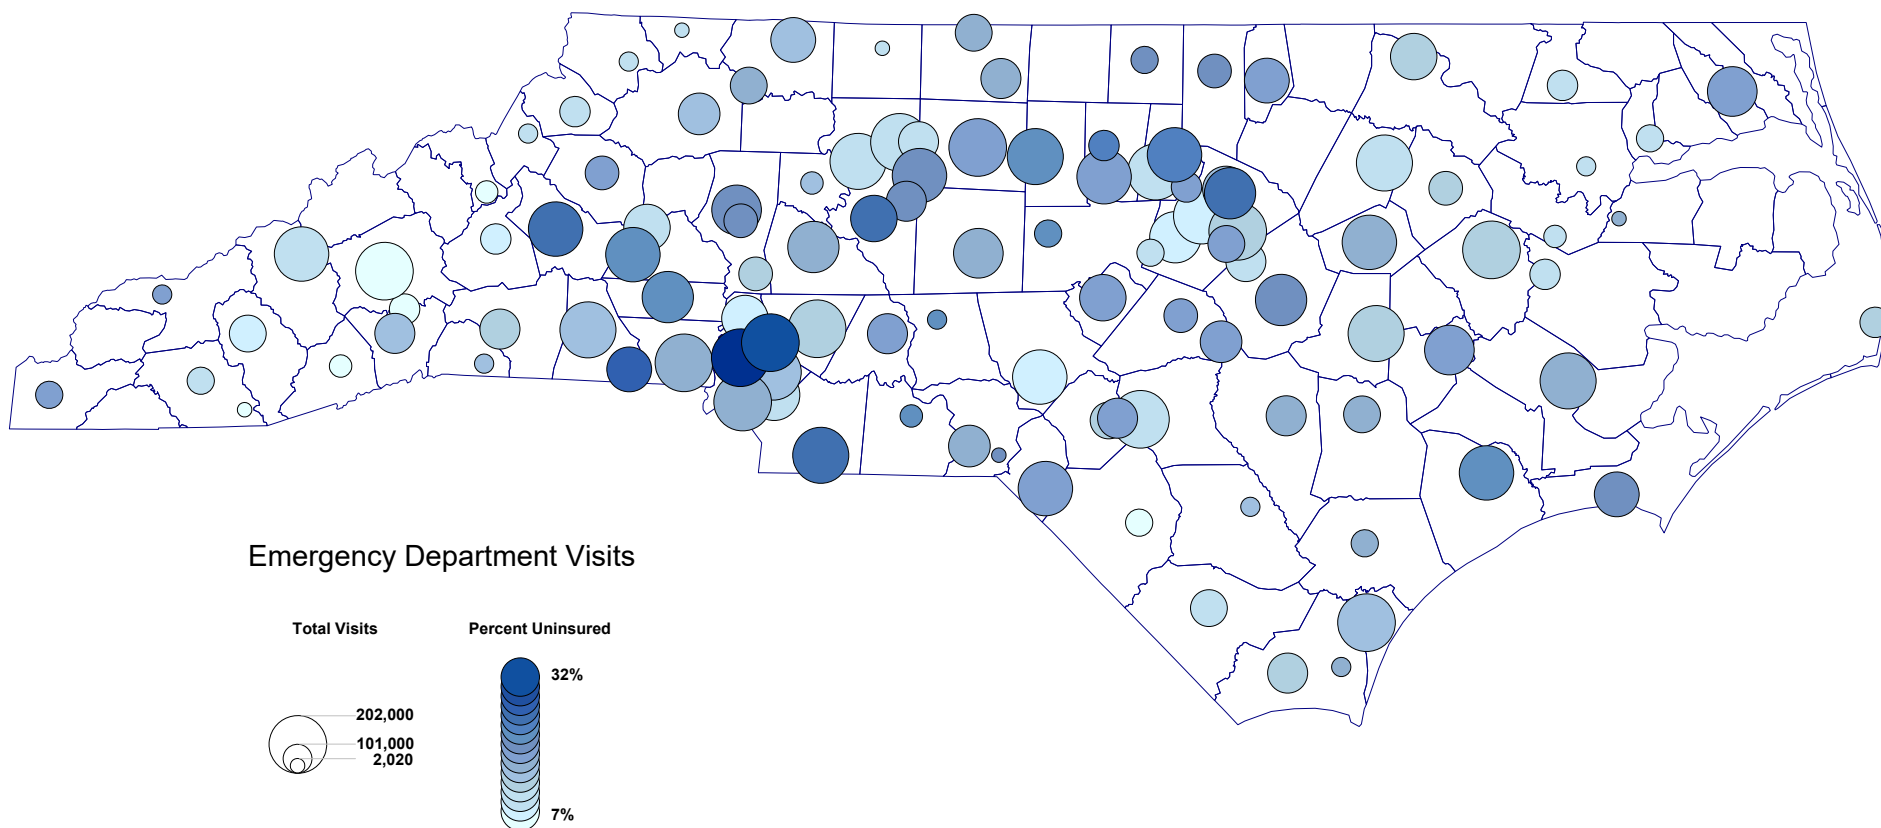 Emergency Department Visits
Total Visits
Percent Uninsured
32%
202,000
101,000
2,020
7%